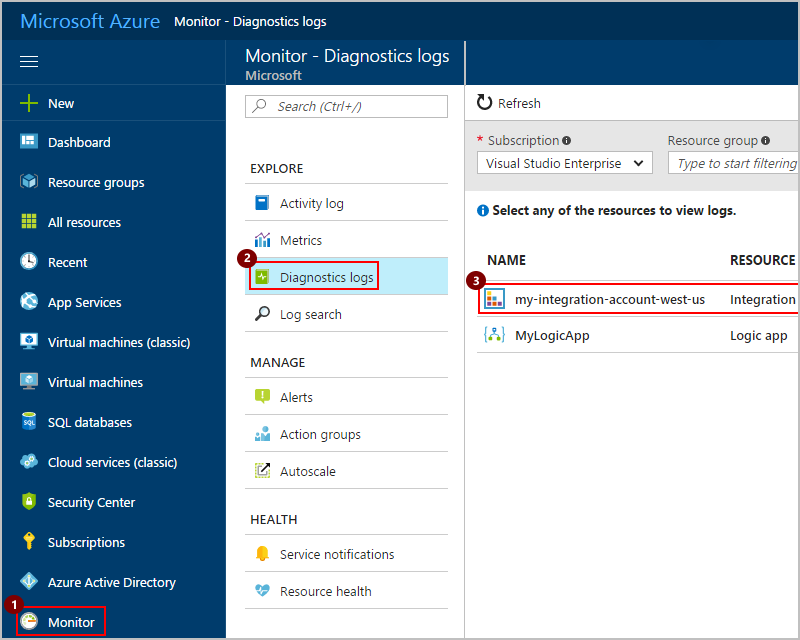 Microsoft Azure Monitor - Diagnostics logs
New
Dashboard
Resource groups
All resources
Recent
App Services
Virtual machines (classic)
Virtual machines
SQL
SQL databases
Cloud services (classic)
Security Center
Subscriptions
Azure Active Directory
1
Monitor
Monitor - Diagnostics logs
Microsoft
Search (Ctrl+/)
EXPLORE
Activity log
Metrics
2
Diagnostics logs
Log search
MANAGE
Alerts
Action groups
Autoscale
HEALTH
Service notifications
Resource health
Refresh
* Subscription Resource group
Visual Studio Enterprise Type to start filtering
Select any of the resources to view logs.
NAME RESOURCE
3
my-integration-account-west-us Integration
MyLogicApp Logic app